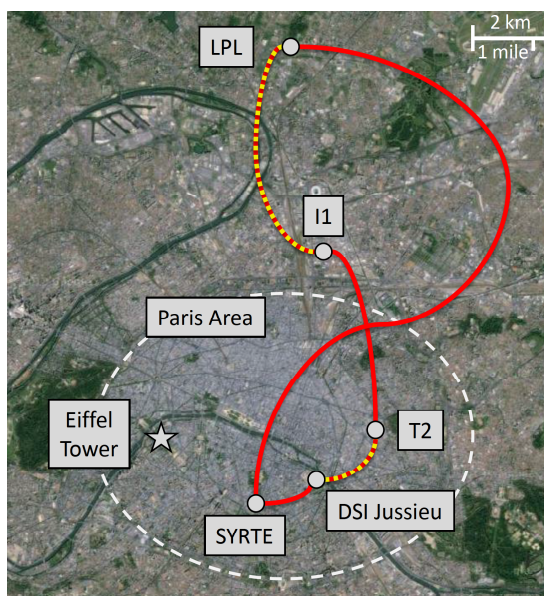 2 km
1 mile
LPL
I1
Paris Area
Eiffel
Tower
T2
DSI Jussieu
SYRTE